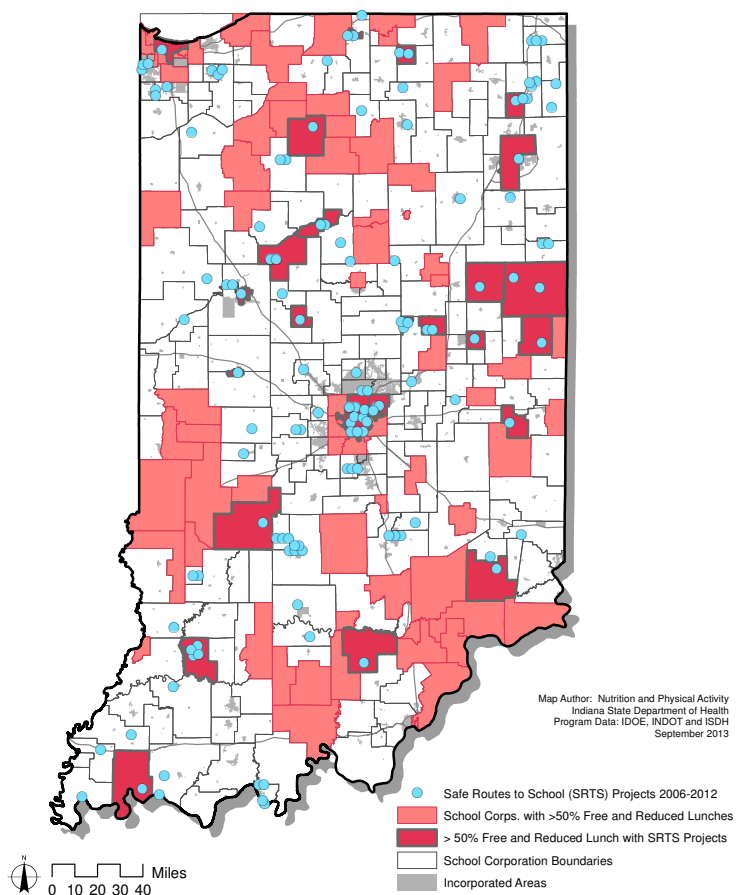 Map Author: Nutrition and Physical Activity
Indiana State Department of Health
Program Data: IDOE, INDOT and ISDH
September 2013
Safe Routes to School (SRTS) Projects 2006-2012
School Corps. with >50% Free and Reduced Lunches
> 50% Free and Reduced Lunch with SRTS Projects
School Corporation Boundaries
Incorporated Areas
N
Miles
0 10 20 30 40